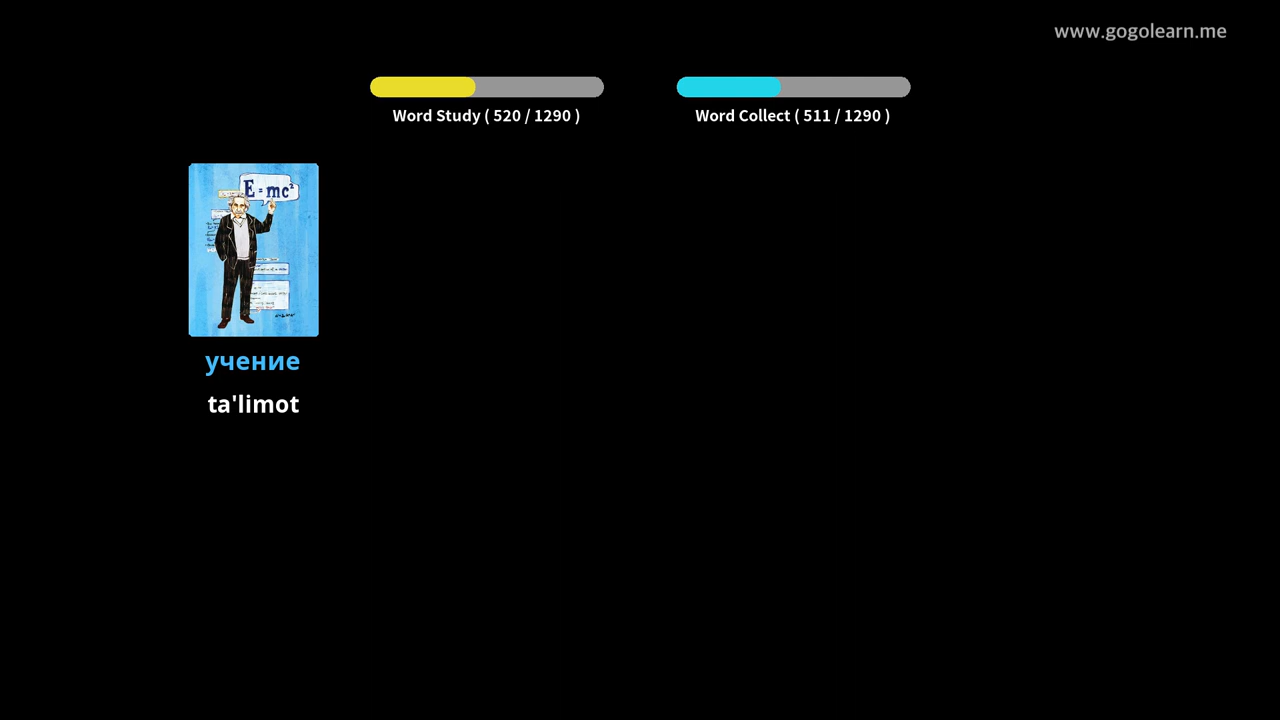 www.gogolearn.me
Word Study ( 520 / 1290 )
Word Collect ( 511 / 1290 )
E = mc²
учение
ta'limot